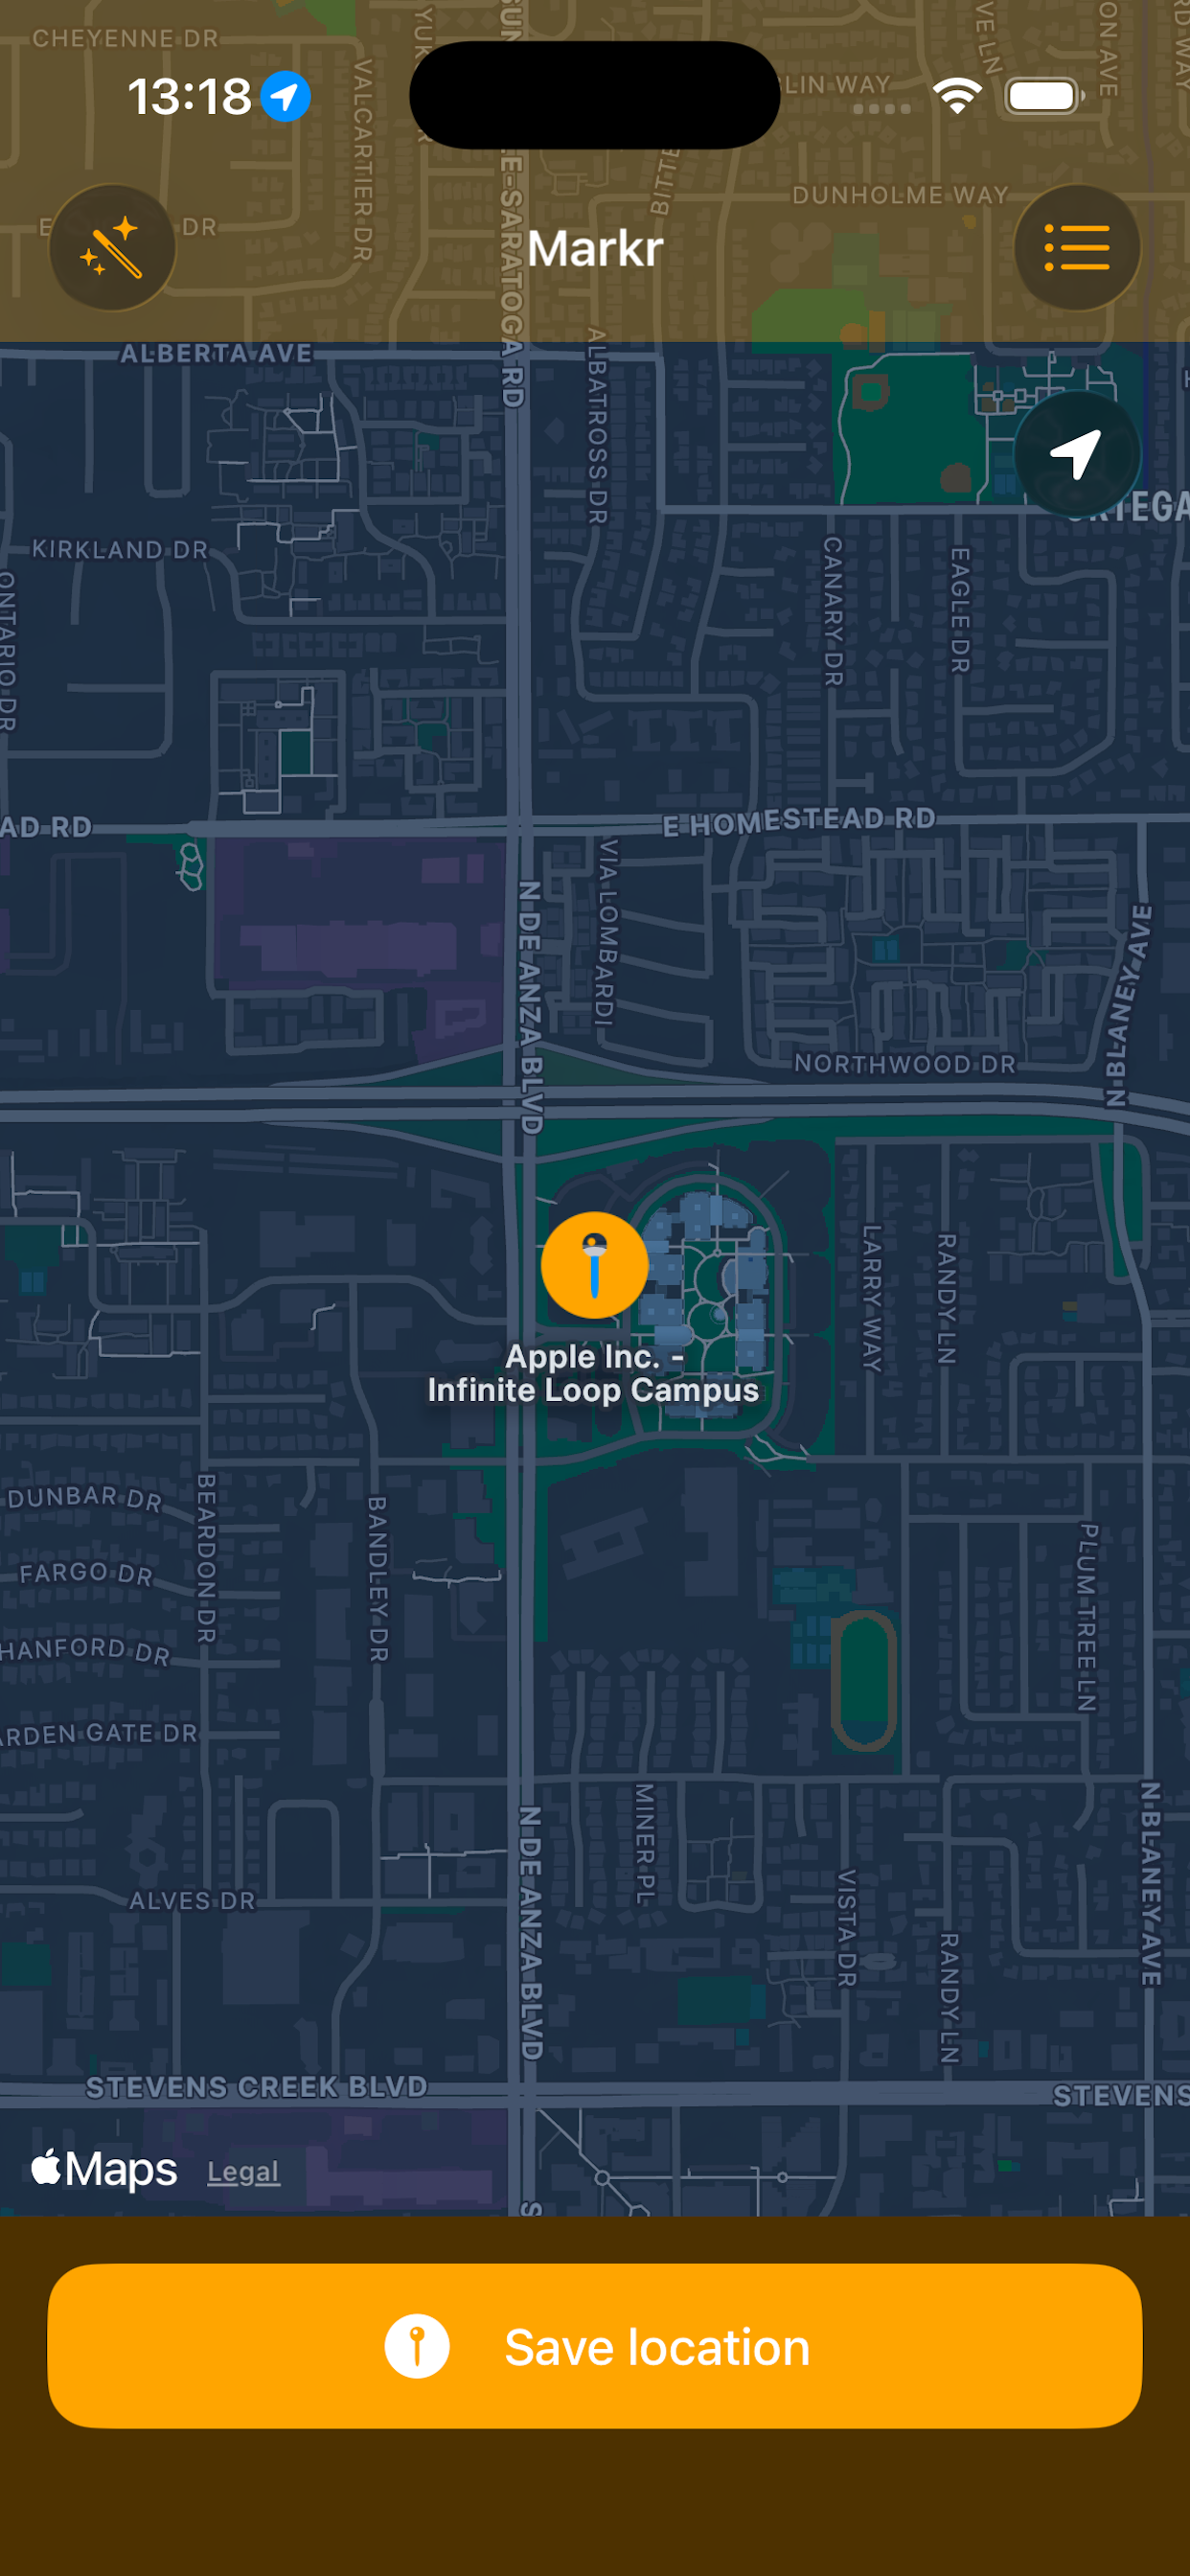 CHEYENNE DR
13:18
VALCARTIER DR
LIN WAY
DUNHOLME WAY
DR
Markr
E-SARATOGA RD
ALBERTA AVE
ALBATROSS DR
KIRKLAND DR
ONTARIO DR
CANARY DR
EAGLE DR
AD RD
E HOMESTEAD RD
N DE ANZA BLVD
VIA LOMBARDI
N BLANEY AVE
NORTHWOOD DR
LARRY WAY
RANDY LN
Apple Inc. -
Infinite Loop Campus
DUNBAR DR
BEARDON DR
BANDLEY DR
PLUM TREE LN
FARGO DR
HANFORD DR
ARDEN GATE DR
MINER PL
N DE ANZA BLVD
N BLANEY AVE
ALVES DR
VISTA DR
RANDY LN
STEVENS CREEK BLVD
STEVENS
Maps
Legal
Save location